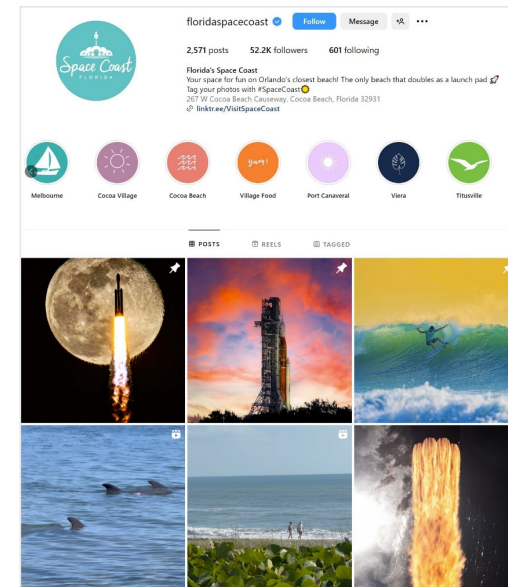 floridaspacecoast Follow Message
2,571 posts 52.2K followers 601 following
Space Coast
FLORIDA
Florida's Space Coast
Your space for fun on Orlando's closest beach! The only beach that doubles as a launch pad 🚀
Tag your photos with #SpaceCoast
267 W Cocoa Beach Causeway, Cocoa Beach, Florida 32931
linktr.ee/VisitSpaceCoast
yum!
Melbourne Cocoa Village Cocoa Beach Village Food Port Canaveral Viera Titusville
POSTS REELS TAGGED